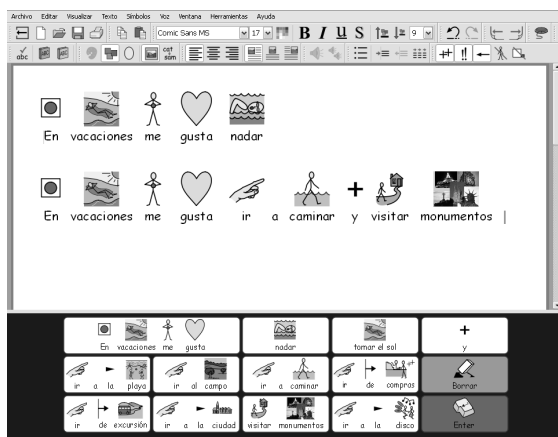 Archivo Editar Visualizar Texto Símbolos Voz Ventana Herramientas Ayuda
Comic Sans MS 17 B I U S 9
abc cat sam
En vacaciones me gusta nadar
En vacaciones me gusta ir a caminar y visitar monumentos
En vacaciones me gusta nadar tomar el sol y
ir a la playa ir al campo ir a caminar ir de compras Borrar
ir de excursión ir a la ciudad visitar monumentos ir a la disco Enter